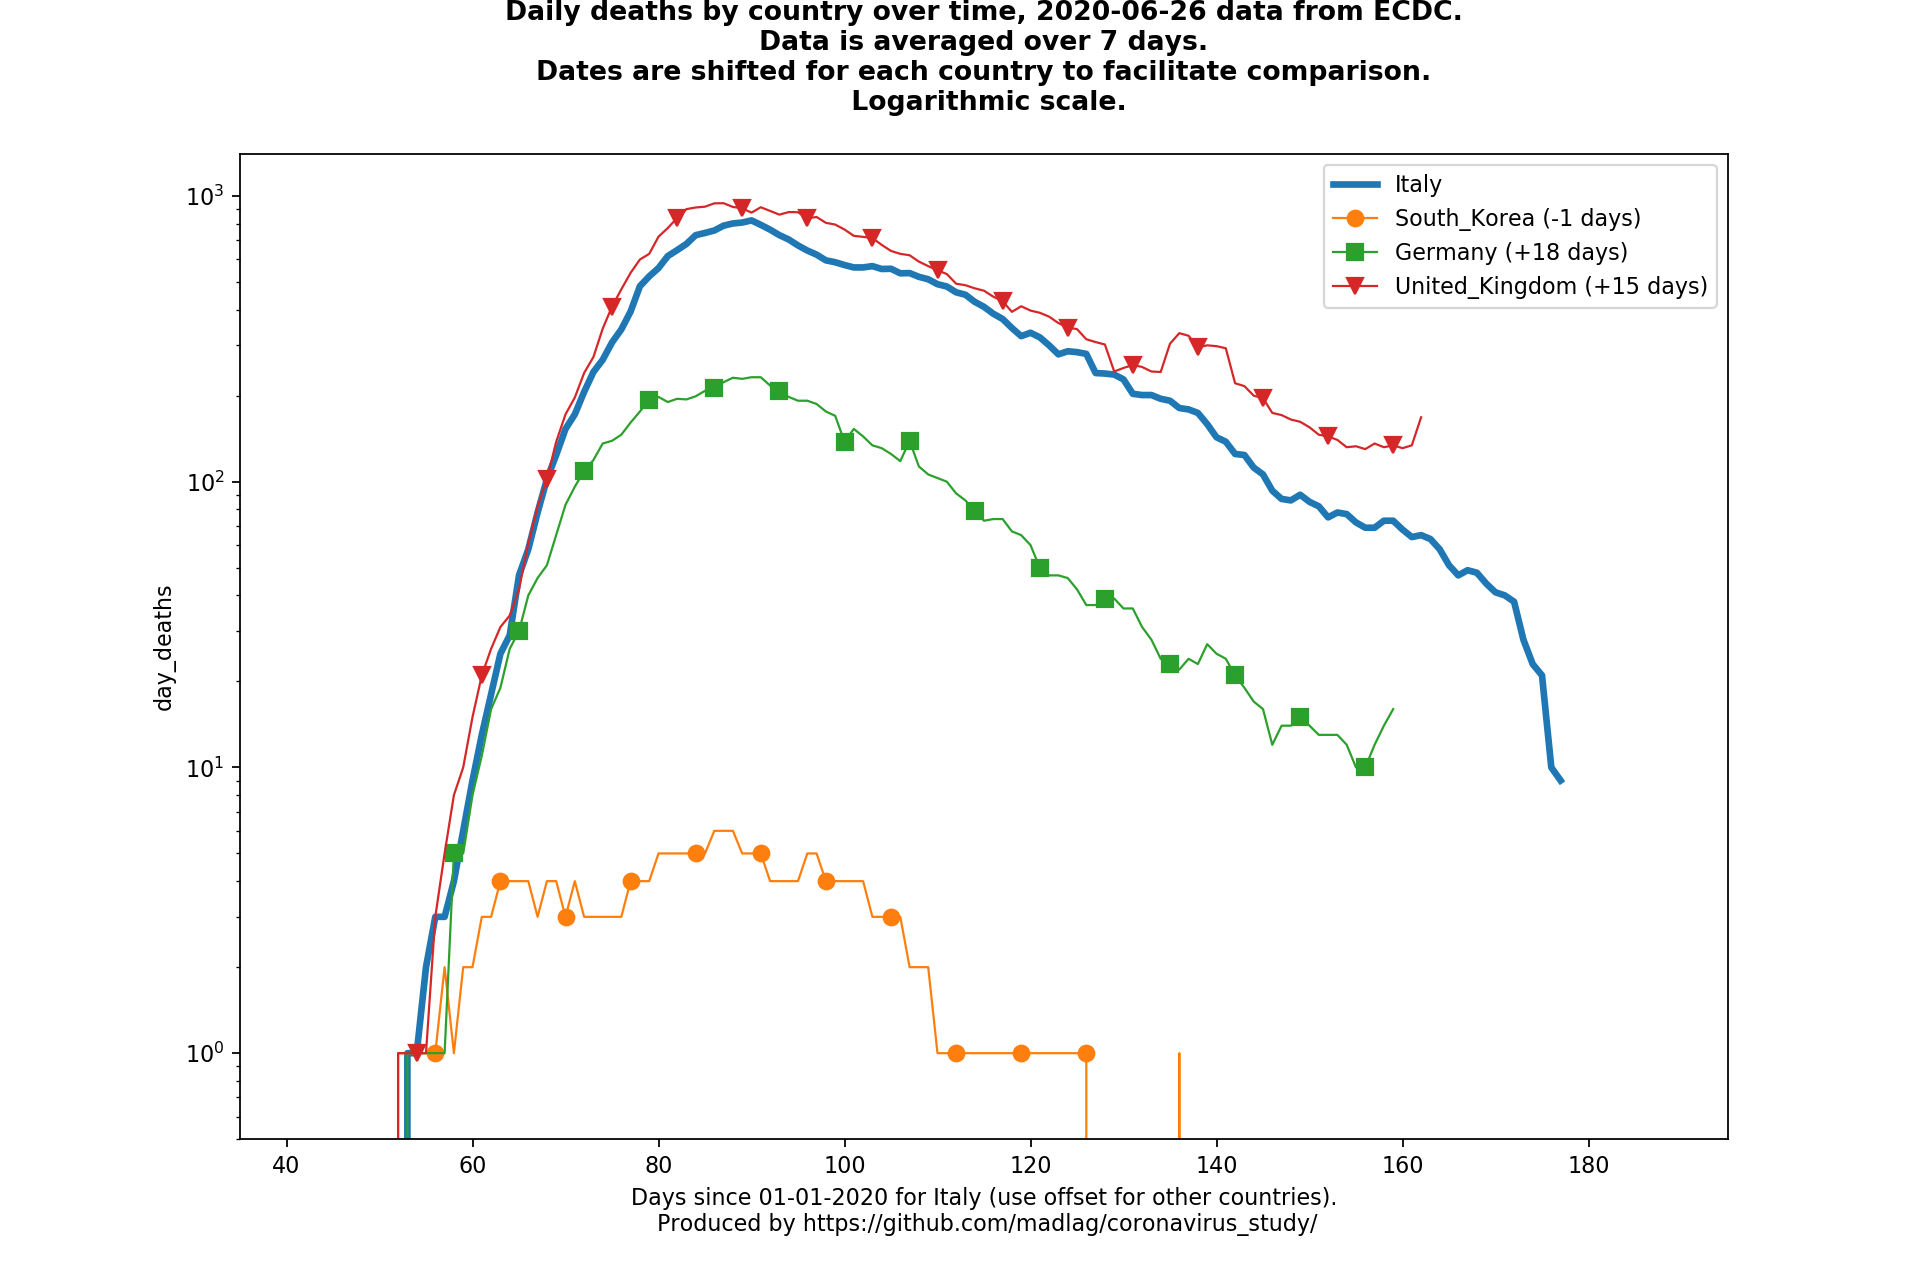 Daily deaths by country over time, 2020-06-26 data from ECDC.
Data is averaged over 7 days.
Dates are shifted for each country to facilitate comparison.
Logarithmic scale.
Italy
South_Korea (-1 days)
Germany (+18 days)
United_Kingdom (+15 days)
10³
10²
10¹
10⁰
day_deaths
40 60 80 100 120 140 160 180
Days since 01-01-2020 for Italy (use offset for other countries).
Produced by https://github.com/madlag/coronavirus_study/